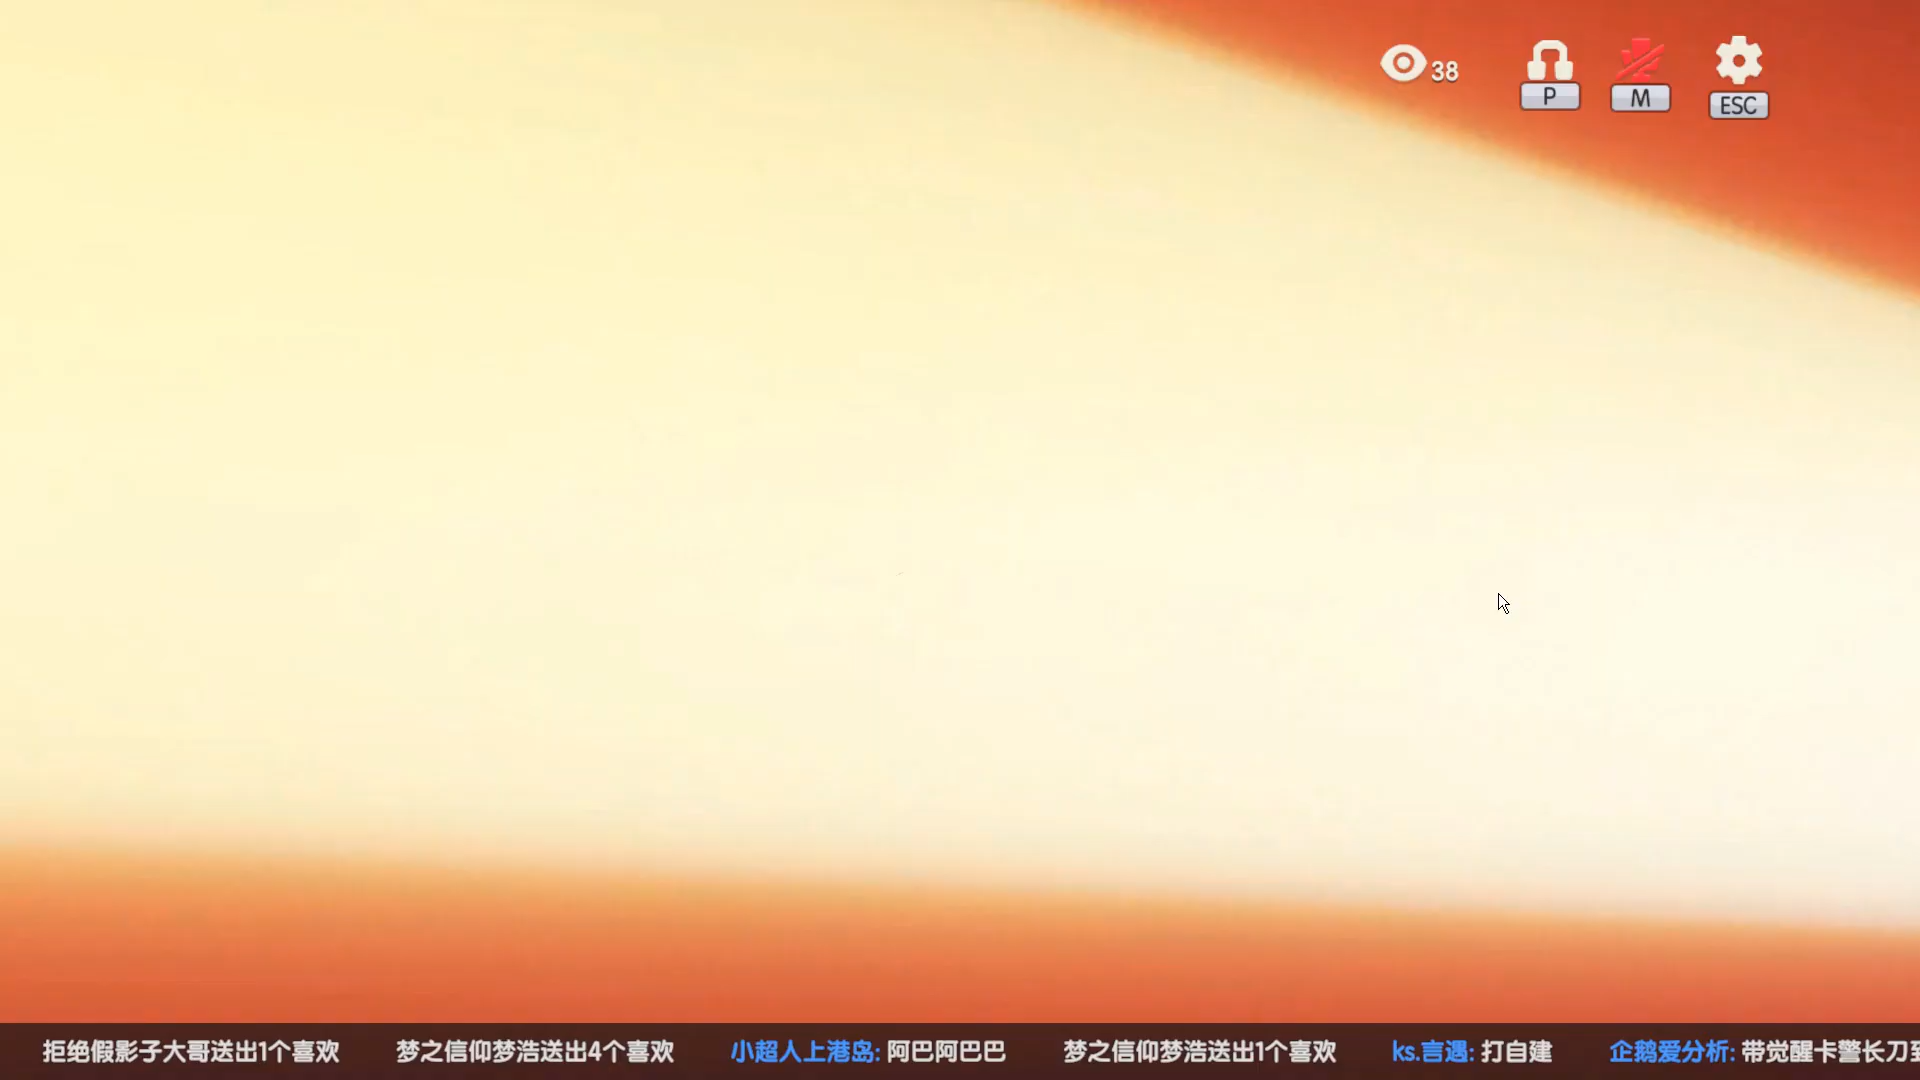 38
P
M
ESC
拒绝假影子大哥送出1个喜欢 梦之信仰梦浩送出4个喜欢 小超人上港岛: 阿巴阿巴巴 梦之信仰梦浩送出1个喜欢 ks.言遇: 打自建 企鹅爱分析: 带觉醒卡警长刀到